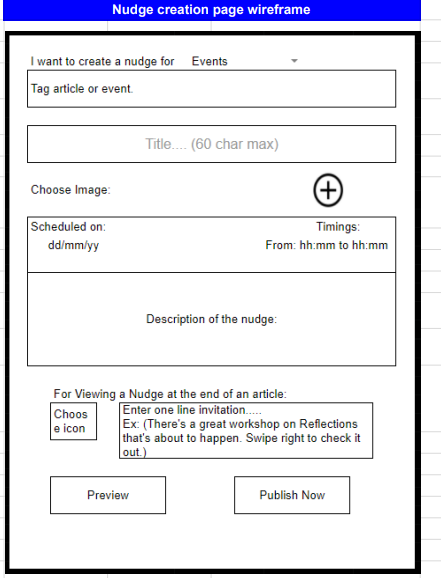 Nudge creation page wireframe
I want to create a nudge for Events
Tag article or event.
Title.... (60 char max)
Choose Image:
Scheduled on: Timings:
dd/mm/yy From: hh:mm to hh:mm
Description of the nudge:
For Viewing a Nudge at the end of an article:
Choos
e icon
Enter one line invitation.....
Ex: (There's a great workshop on Reflections
that's about to happen. Swipe right to check it
out.)
Preview Publish Now